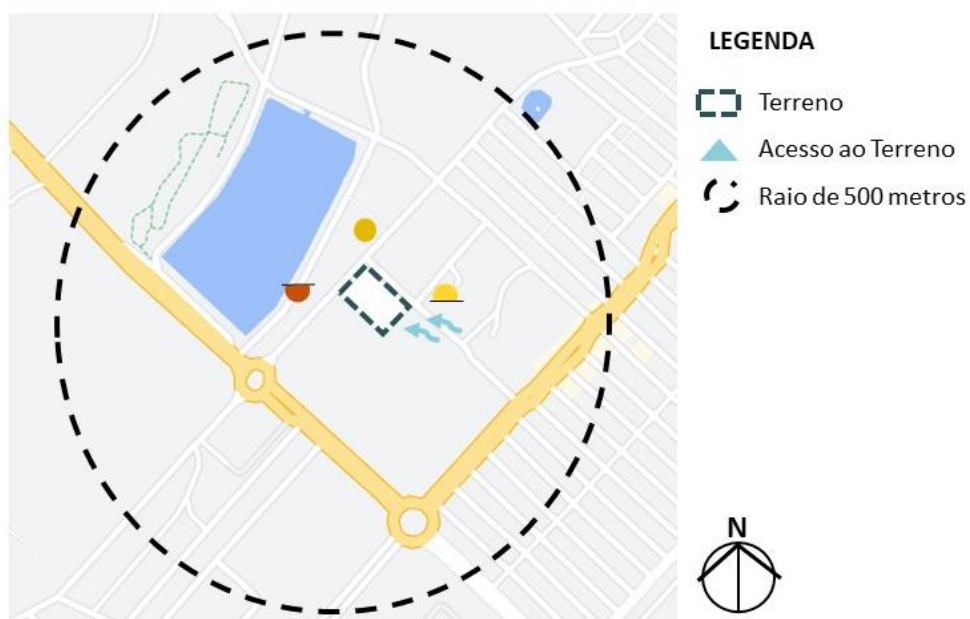 LEGENDA
Terreno
Acesso ao Terreno
Raio de 500 metros
N